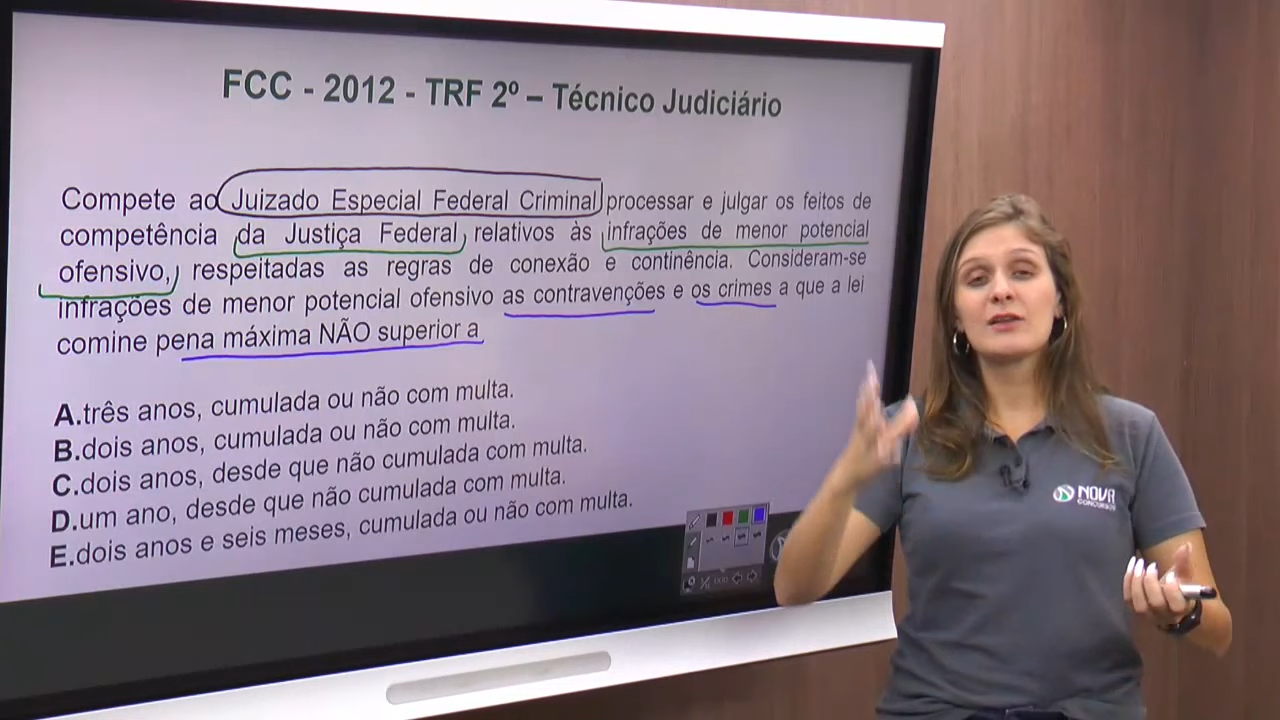 FCC - 2012 - TRF 2º – Técnico Judiciário
Compete ao Juizado Especial Federal Criminal processar e julgar os feitos de
competência da Justiça Federal relativos às infrações de menor potencial
ofensivo, respeitadas as regras de conexão e continência. Consideram-se
infrações de menor potencial ofensivo as contravenções e os crimes a que a lei
comine pena máxima NÃO superior a
A.três anos, cumulada ou não com multa.
B.dois anos, cumulada ou não com multa.
C.dois anos, desde que não cumulada com multa.
D.um ano, desde que não cumulada com multa.
E.dois anos e seis meses, cumulada ou não com multa.
NOVA
CONCURSOS